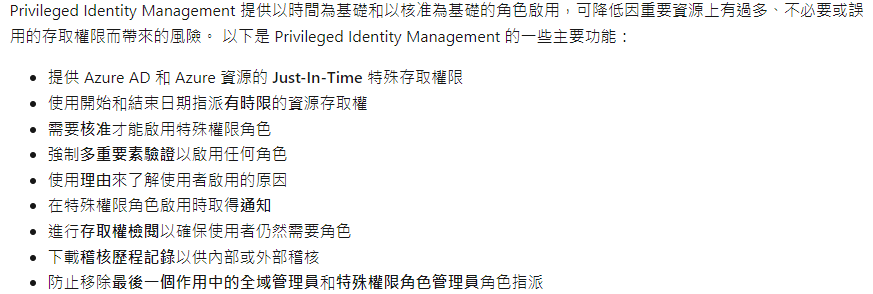 Privileged Identity Management 提供以時間為基礎和以核准為基礎的角色啟用，可降低因重要資源上有過多、不必要或誤
用的存取權限而帶來的風險。 以下是 Privileged Identity Management 的一些主要功能：
• 提供 Azure AD 和 Azure 資源的 Just-In-Time 特殊存取權限
• 使用開始和結束日期指派有時限的資源存取權
• 需要核准才能啟用特殊權限角色
• 強制多重要素驗證以啟用任何角色
• 使用理由來了解使用者啟用的原因
• 在特殊權限角色啟用時取得通知
• 進行存取權檢閱以確保使用者仍然需要角色
• 下載稽核歷程記錄以供內部或外部稽核
• 防止移除最後一個作用中的全域管理員和特殊權限角色管理員角色指派